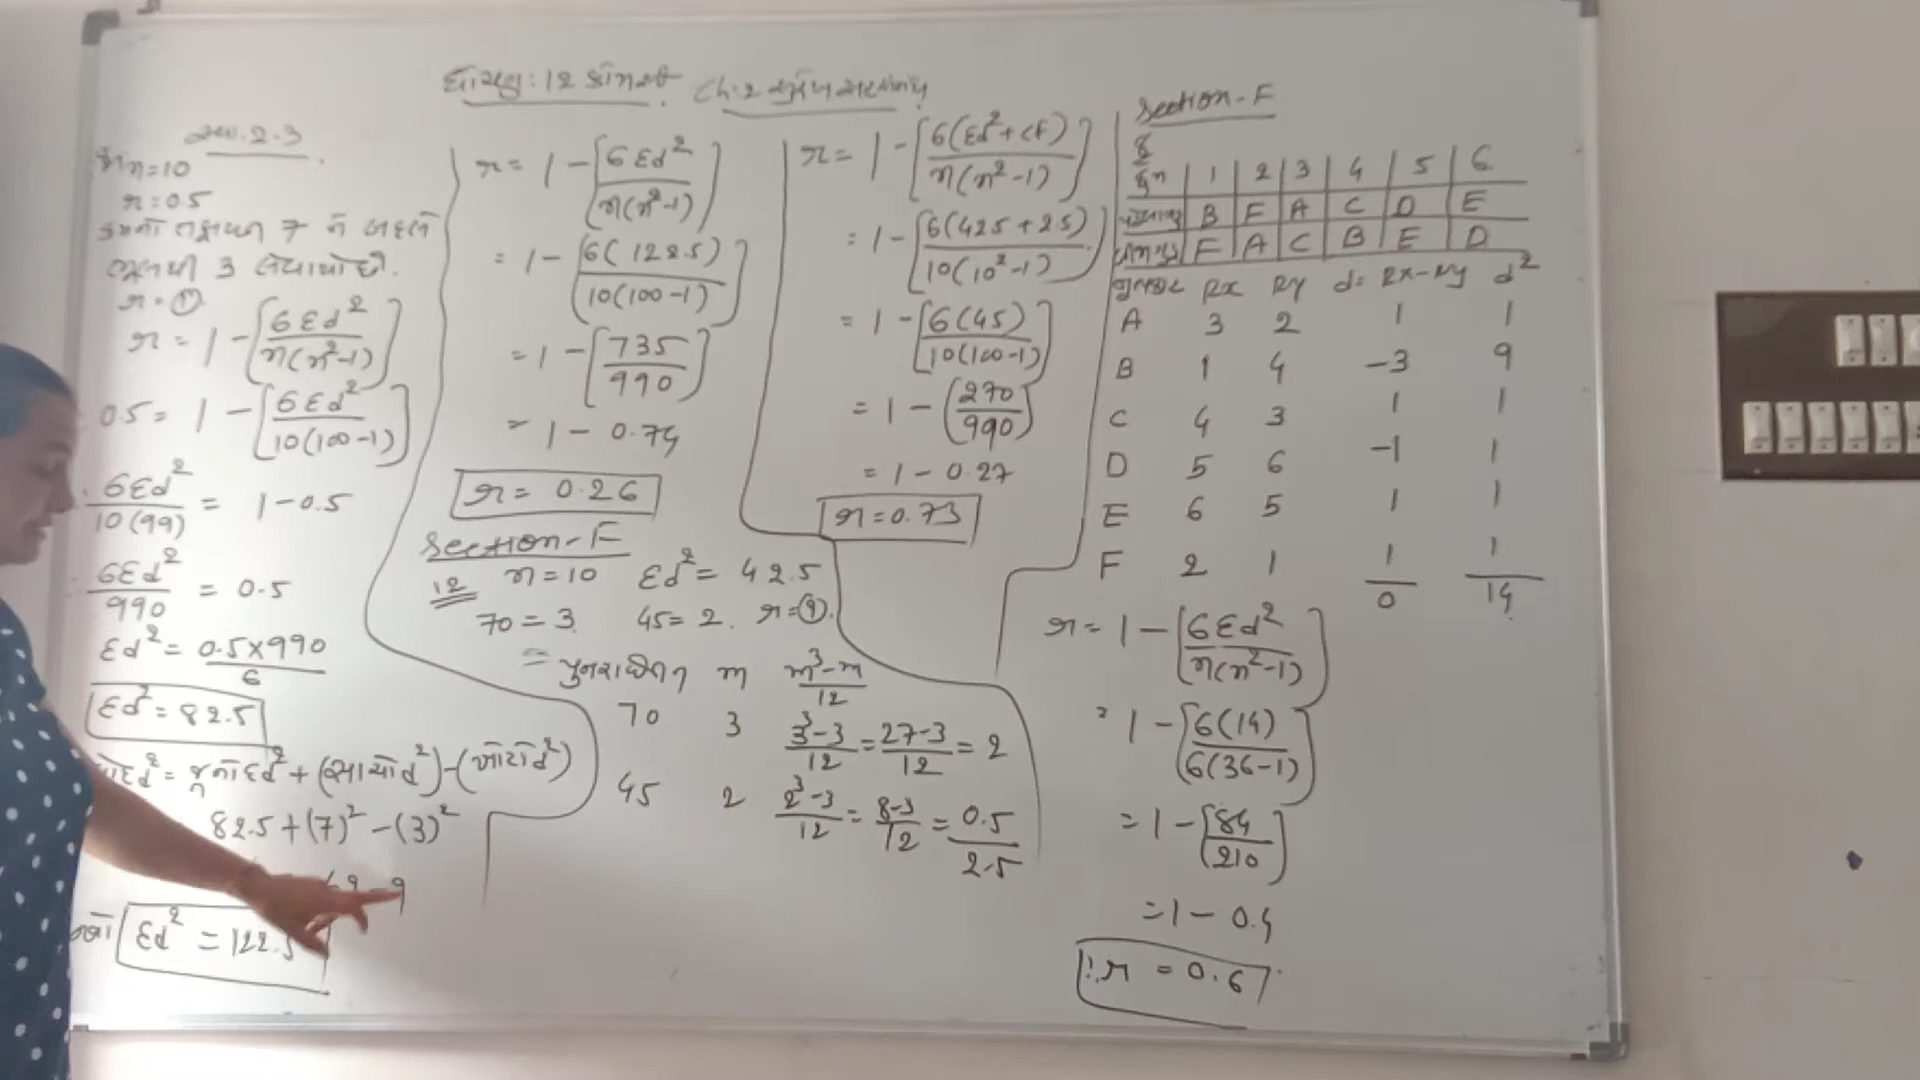 ધોરણ: 12 કોમર્સ Ch: 2
2.3
n=10
r=0.5
7 ને બદલે
ભૂલથી 3 લેવાયો છે.
r = ?
r = 1 - [6Σd² / n(n²-1)]
0.5 = 1 - [6Σd² / 10(100-1)]
6Σd² / 10(99) = 1-0.5
6Σd² / 990 = 0.5
Σd² = 0.5×990 / 6
Σd² = 82.5
Σd² = જૂનો Σd² + (સાચો d²) - (ખોટો d²)
82.5 + (7)² - (3)²
- 9
Σd² = 122.5
r = 1 - [6Σd² / n(n²-1)]
= 1 - [6(122.5) / 10(100-1)]
= 1 - [735 / 990]
= 1 - 0.74
r = 0.26
Section-F
12 n=10 Σd² = 42.5
70=3 45=2. r=?
m m³-m / 12
70 3 3³-3 / 12 = 27-3 / 12 = 2
45 2 2³-3 / 12 = 8-3 / 12 = 0.5
2.5
r = 1 - [6(Σd²+CF) / n(n²-1)]
= 1 - [6(42.5+2.5) / 10(10²-1)]
= 1 - [6(45) / 10(100-1)]
= 1 - (270 / 990)
= 1 - 0.27
r=0.73
Section-F
8
ક્રમ 1 2 3 4 5 6
B F A C D E
F A C B E D
Rx Ry d= Rx-Ry d²
A 3 2 1 1
B 1 4 -3 9
C 4 3 1 1
D 5 6 -1 1
E 6 5 1 1
F 2 1 1 1
0 14
r = 1 - [6Σd² / n(n²-1)]
= 1 - [6(14) / 6(36-1)]
= 1 - [84 / 210]
= 1 - 0.4
∴ r = 0.6